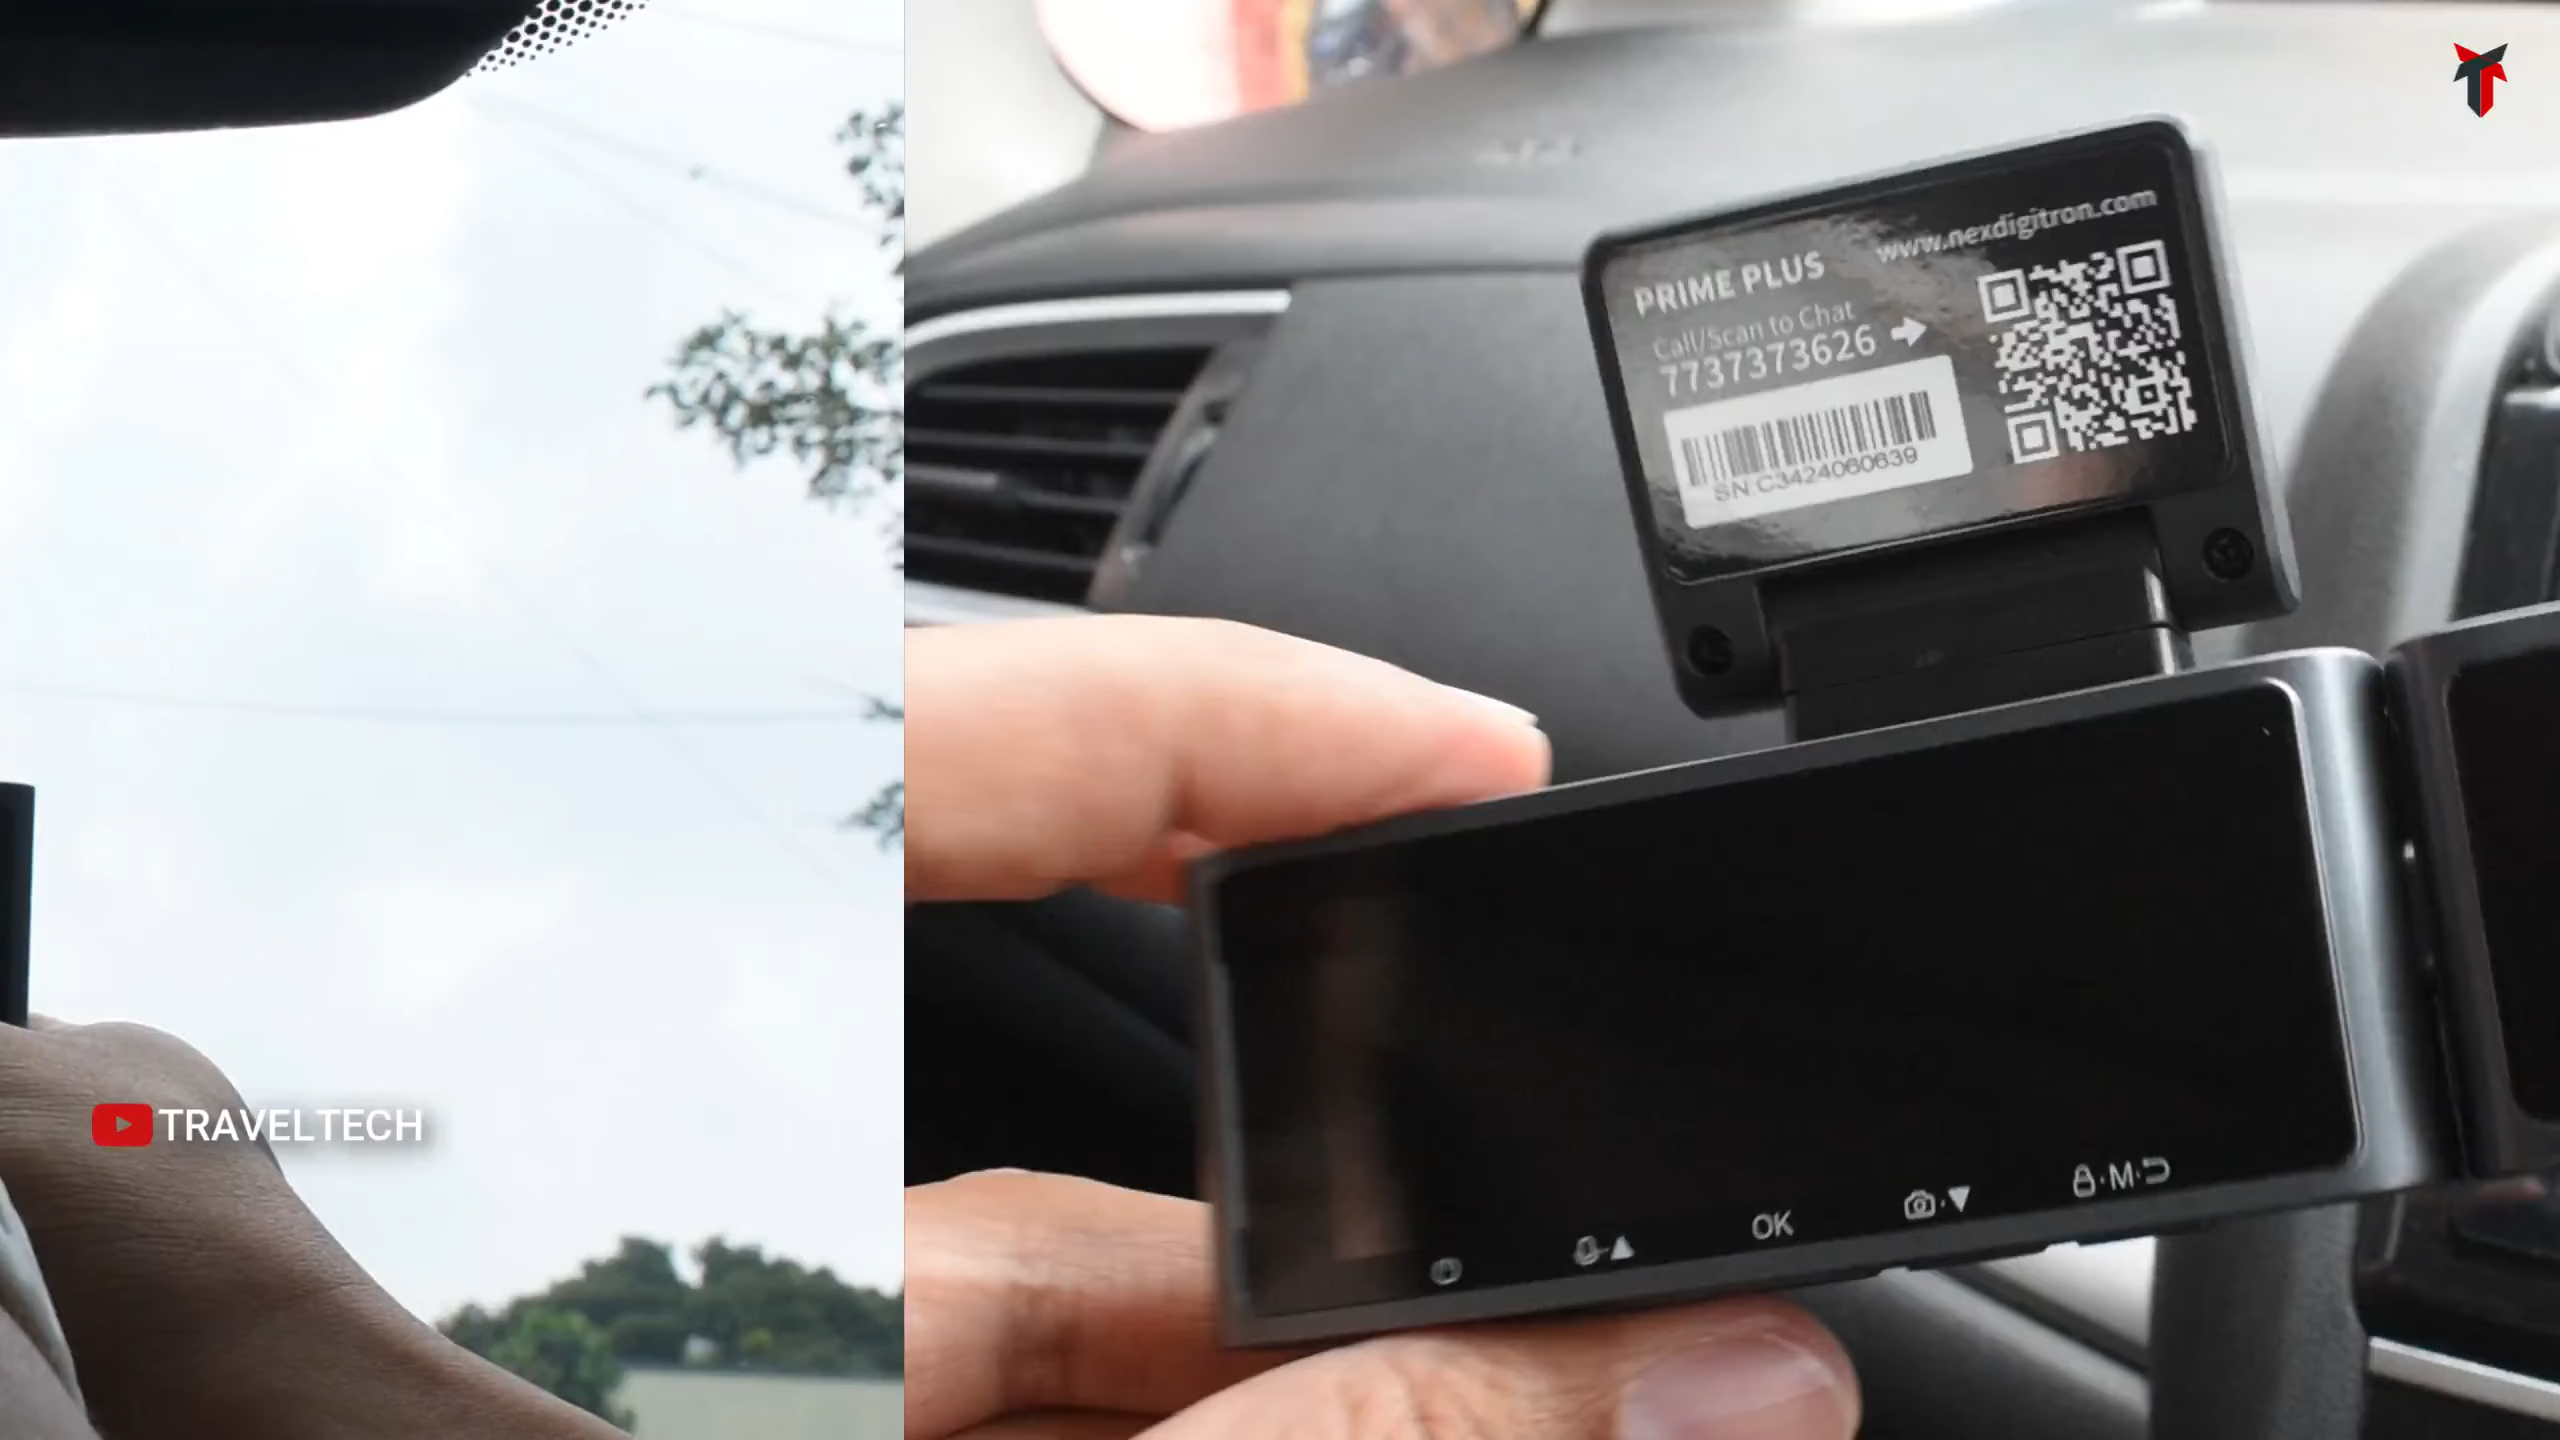 TRAVELTECH
www.nexdigitron.com
PRIME PLUS
Call/Scan to Chat
7737373626
SN C3424060639
OK
M